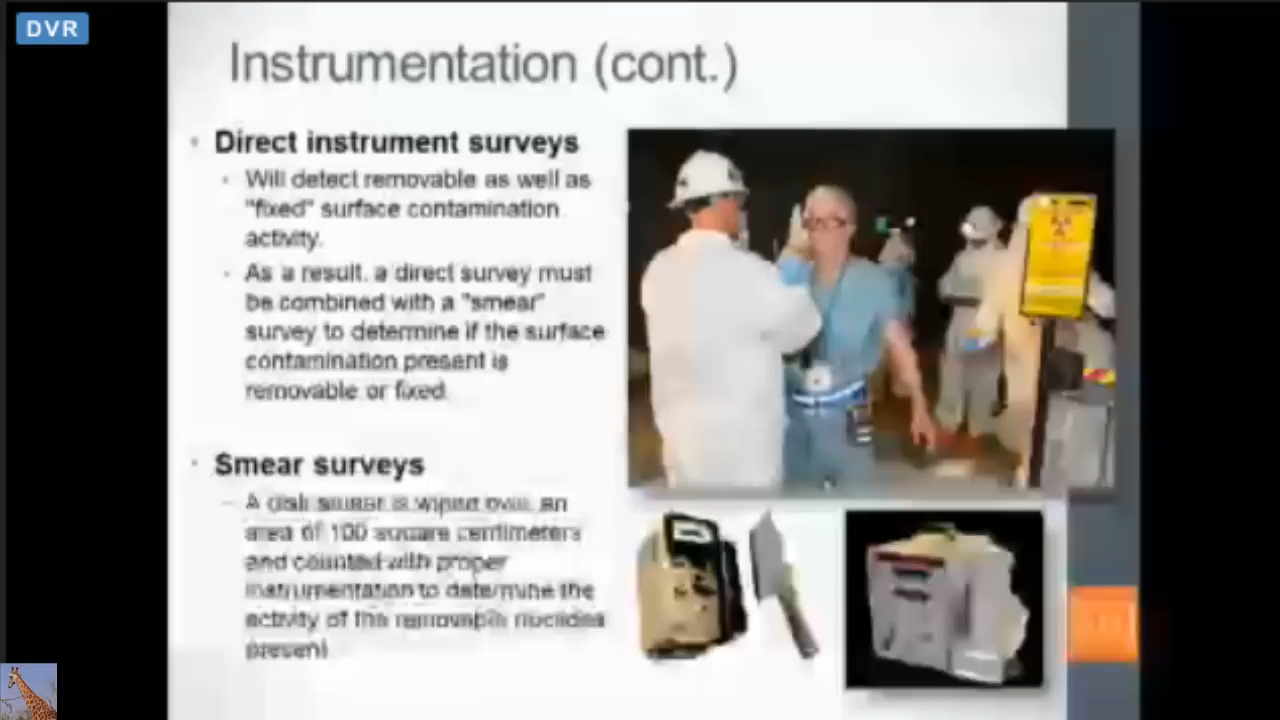 DVR
Instrumentation (cont.)
Direct instrument surveys
Will detect removable as well as
"fixed" surface contamination
activity.
As a result, a direct survey must
be combined with a "smear"
survey to determine if the surface
contamination present is
removable or fixed.
Smear surveys
A disk smear is wiped over an
area of 100 square centimeters
and counted with proper
instrumentation to determine the
activity of the removable nuclides
present